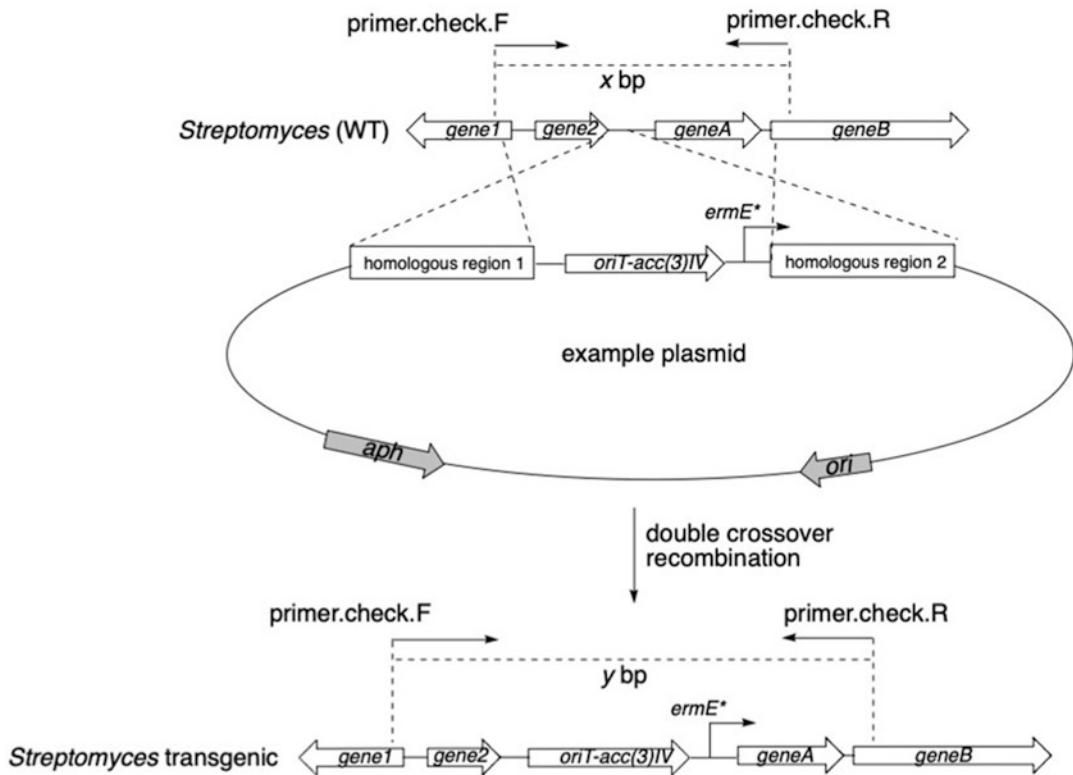 primer.check.F
primer.check.R
x bp
Streptomyces (WT)
gene1
gene2
geneA
geneB
ermE*
homologous region 1
oriT-acc(3)IV
homologous region 2
example plasmid
aph
ori
double crossover
recombination
primer.check.F
primer.check.R
y bp
ermE*
Streptomyces transgenic
gene1
gene2
oriT-acc(3)IV
geneA
geneB